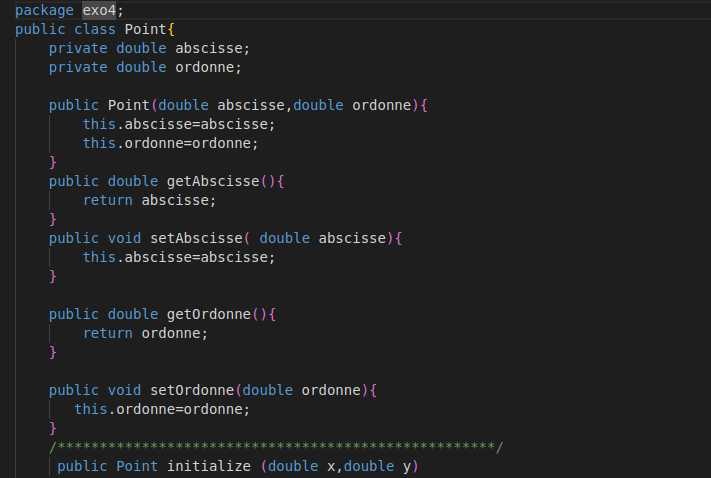 package exo4;
public class Point{
    private double abscisse;
    private double ordonne;

    public Point(double abscisse,double ordonne){
        this.abscisse=abscisse;
        this.ordonne=ordonne;
    }
    public double getAbscisse(){
        return abscisse;
    }
    public void setAbscisse( double abscisse){
        this.abscisse=abscisse;
    }

    public double getOrdonne(){
        return ordonne;
    }

    public void setOrdonne(double ordonne){
       this.ordonne=ordonne;
    }
    /****************************************************/
     public Point initialize (double x,double y)